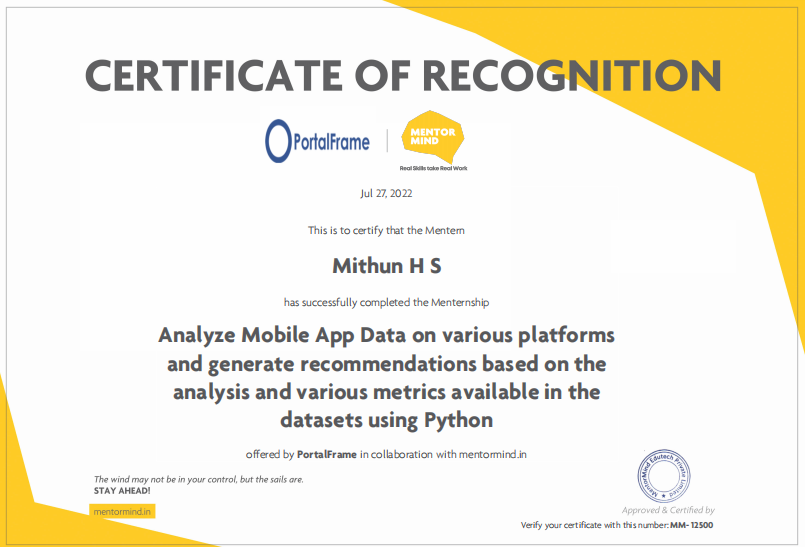 CERTIFICATE OF RECOGNITION
PortalFrame
MENTOR
MIND
Real Skills take Real Work
Jul 27, 2022
This is to certify that the Mentern
Mithun H S
has successfully completed the Menternship
Analyze Mobile App Data on various platforms
and generate recommendations based on the
analysis and various metrics available in the
datasets using Python
offered by PortalFrame in collaboration with mentormind.in
The wind may not be in your control, but the sails are.
STAY AHEAD!
mentormind.in
MentorMind Edutech Private Limited
Approved & Certified by
Verify your certificate with this number: MM- 12500